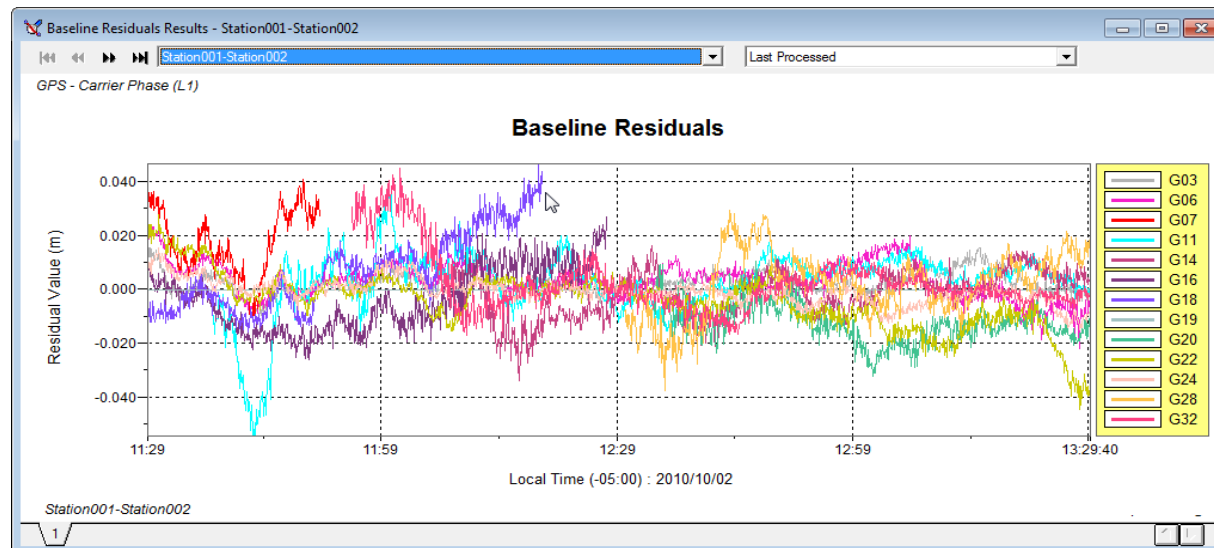 Baseline Residuals Results - Station001-Station002
Station001-Station002 Last Processed
GPS - Carrier Phase (L1)
Baseline Residuals
Residual Value (m)
0.040
0.020
0.000
-0.020
-0.040
11:29 11:59 12:29 12:59 13:29:40
Local Time (-05:00) : 2010/10/02
G03
G06
G07
G11
G14
G16
G18
G19
G20
G22
G24
G28
G32
Station001-Station002
1